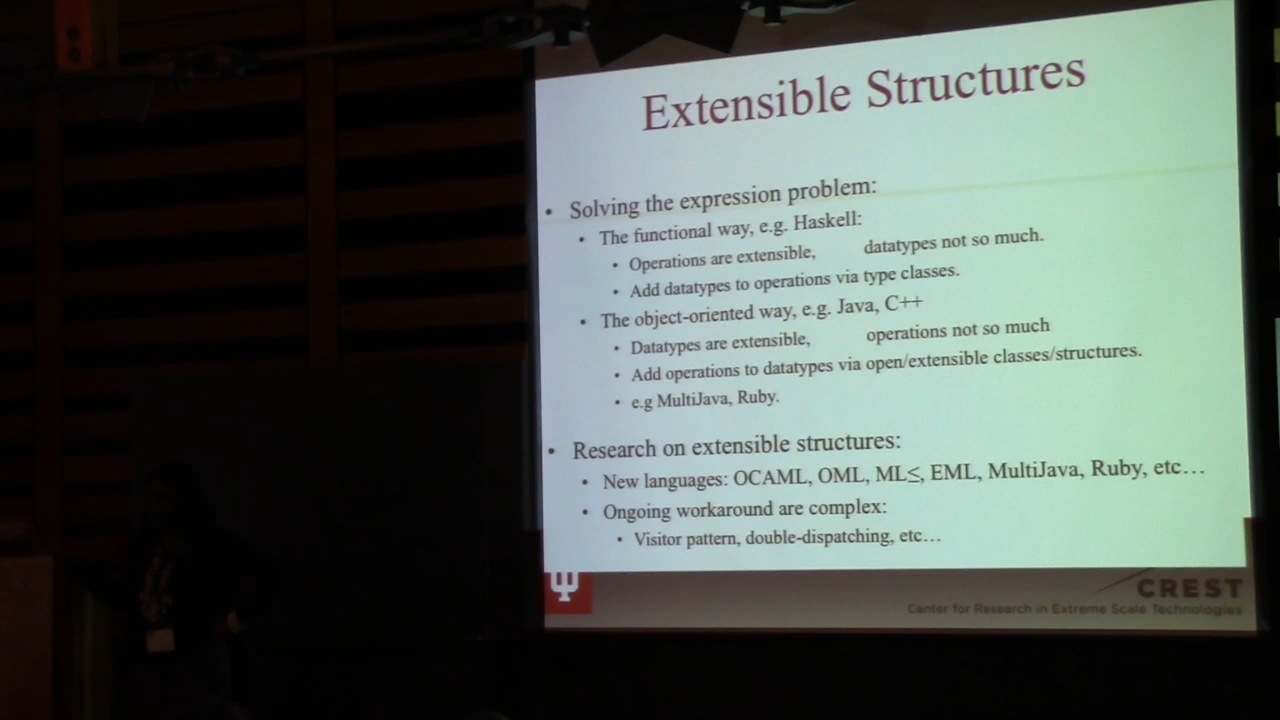 Extensible Structures
• Solving the expression problem:
• The functional way, e.g. Haskell:
• Operations are extensible, datatypes not so much.
• Add datatypes to operations via type classes.
• The object-oriented way, e.g. Java, C++
• Datatypes are extensible, operations not so much
• Add operations to datatypes via open/extensible classes/structures.
• e.g MultiJava, Ruby.
• Research on extensible structures:
• New languages: OCAML, OML, ML≤, EML, MultiJava, Ruby, etc…
• Ongoing workaround are complex:
• Visitor pattern, double-dispatching, etc…
CREST
Center for Research in Extreme Scale Technologies